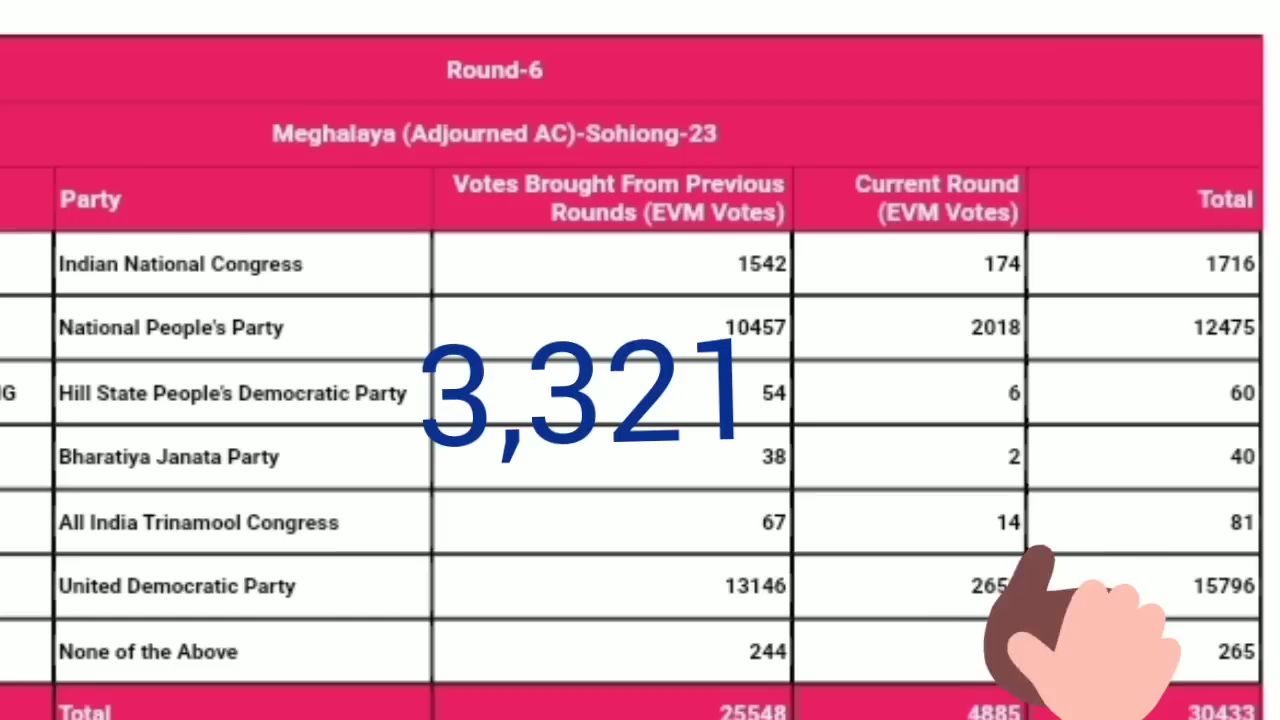 Round-6
Meghalaya (Adjourned AC)-Sohiong-23
Party Votes Brought From Previous Rounds (EVM Votes) Current Round (EVM Votes) Total
Indian National Congress 1542 174 1716
National People's Party 10457 2018 12475
3,321
G Hill State People's Democratic Party 54 6 60
Bharatiya Janata Party 38 2 40
All India Trinamool Congress 67 14 81
United Democratic Party 13146 265 15796
None of the Above 244 265
Total 25548 4885 30433